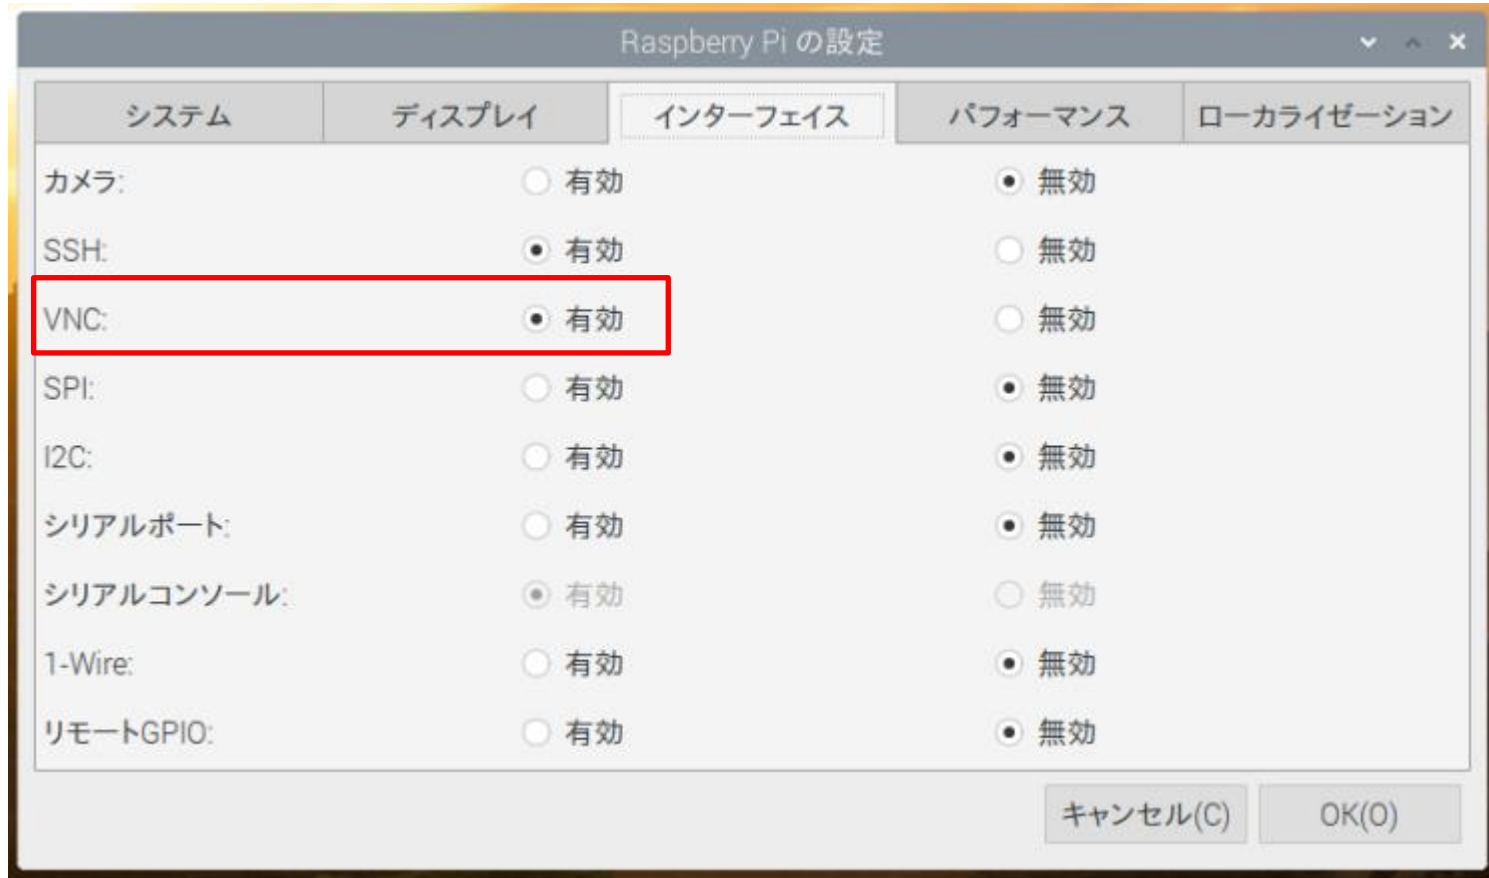 Raspberry Pi の設定
システム ディスプレイ インターフェイス パフォーマンス ローカライゼーション
カメラ: 有効 無効
SSH: 有効 無効
VNC: 有効 無効
SPI: 有効 無効
I2C: 有効 無効
シリアルポート: 有効 無効
シリアルコンソール: 有効 無効
1-Wire: 有効 無効
リモートGPIO: 有効 無効
キャンセル(C) OK(O)